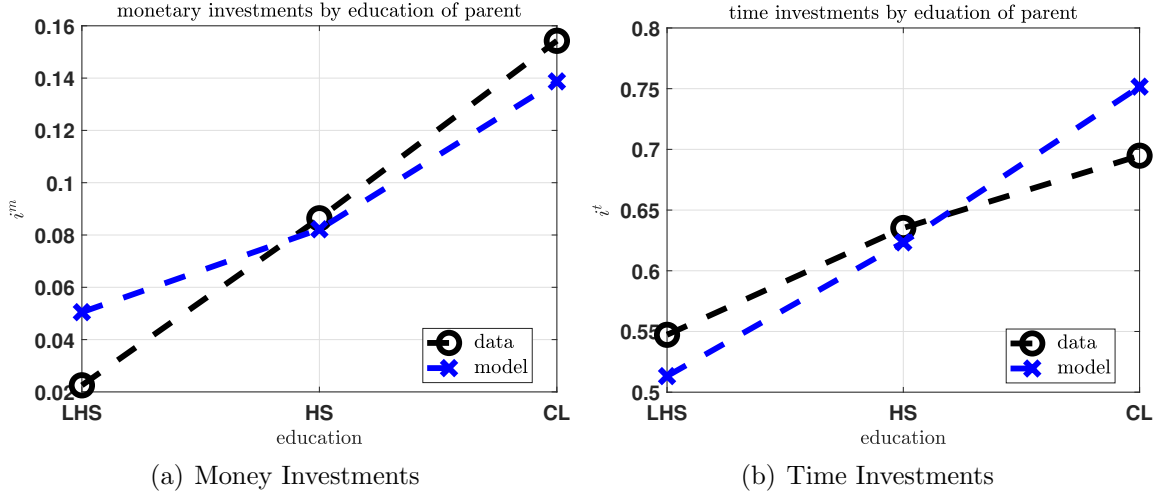 monetary investments by education of parent
0.16
0.14
0.12
0.1
0.08
0.06
0.04
0.02
i^m
LHS HS CL
education
data
model
(a) Money Investments
time investments by eduation of parent
0.8
0.75
0.7
0.65
0.6
0.55
0.5
i^t
LHS HS CL
education
data
model
(b) Time Investments